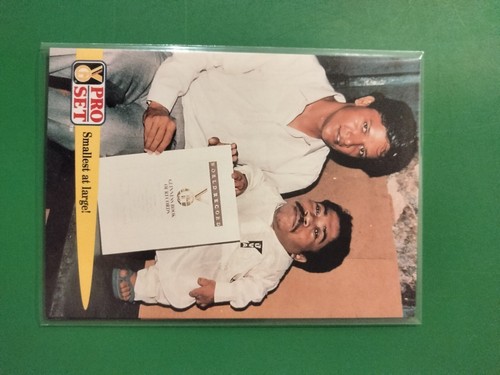 PRO
SET
Smallest at large!
WORLD RECORD
GUINNESS BOOK
OF RECORDS